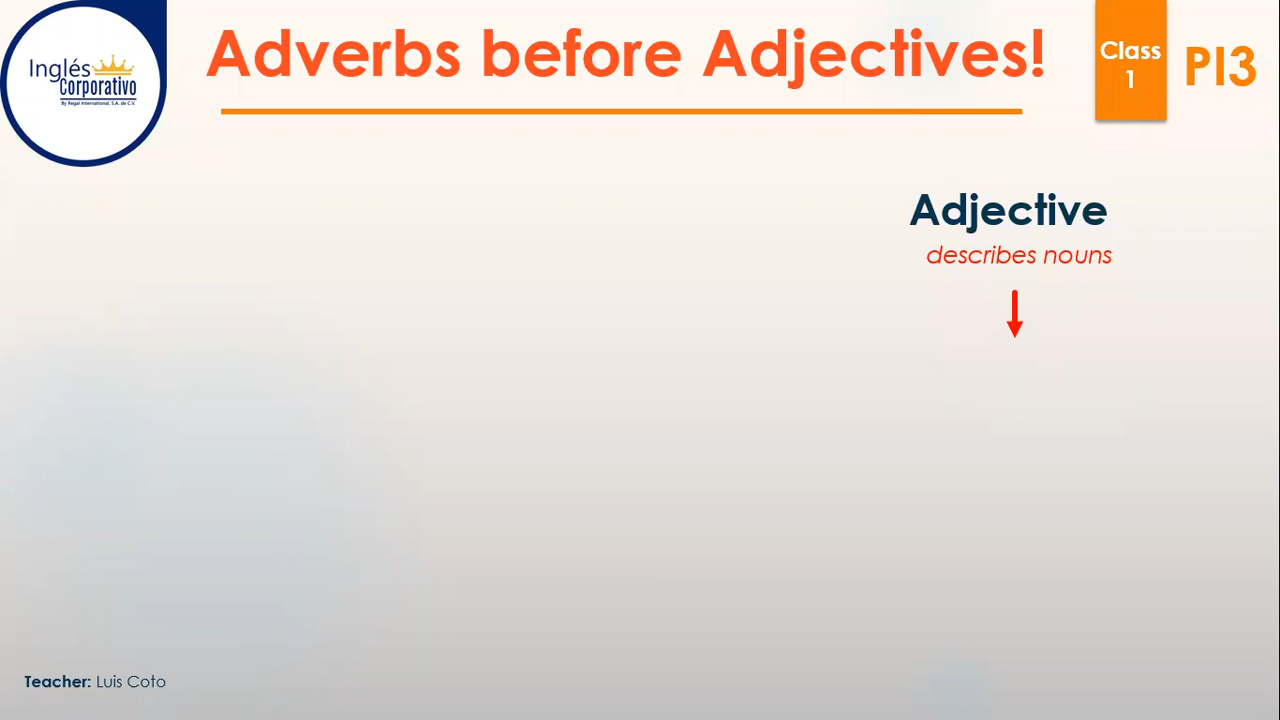 Adverbs before Adjectives!
Class
1
PI3
Inglés
Corporativo
By Regal International, S.A. de C.V.
Adjective
describes nouns
Teacher: Luis Coto